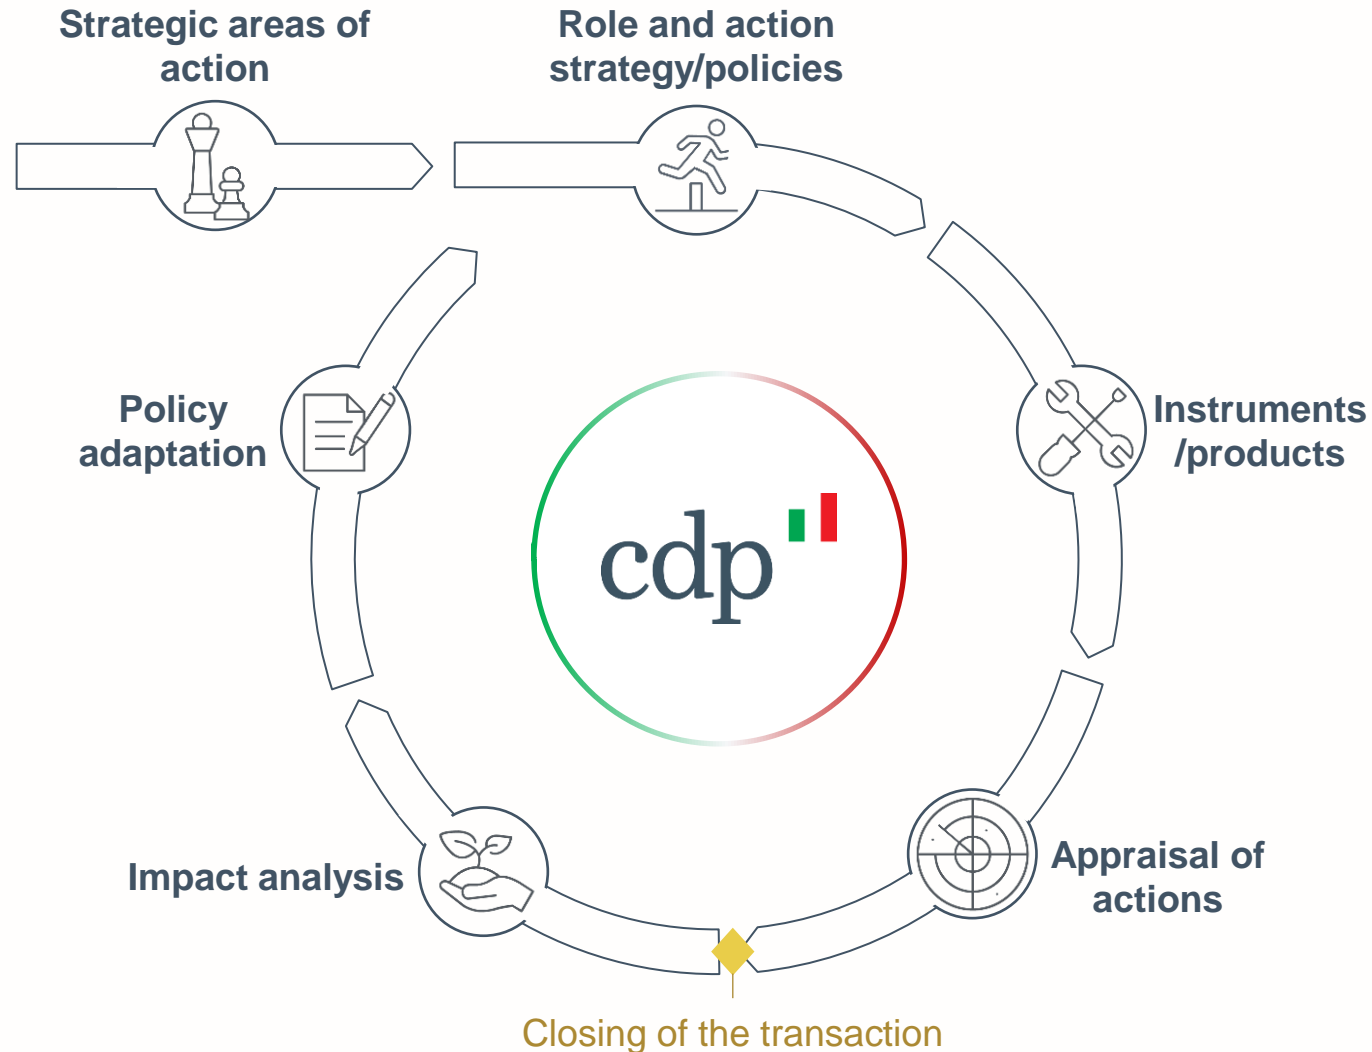 Strategic areas of
action
Role and action
strategy/policies
Instruments
/products
Appraisal of
actions
Closing of the transaction
Impact analysis
Policy
adaptation
cdp